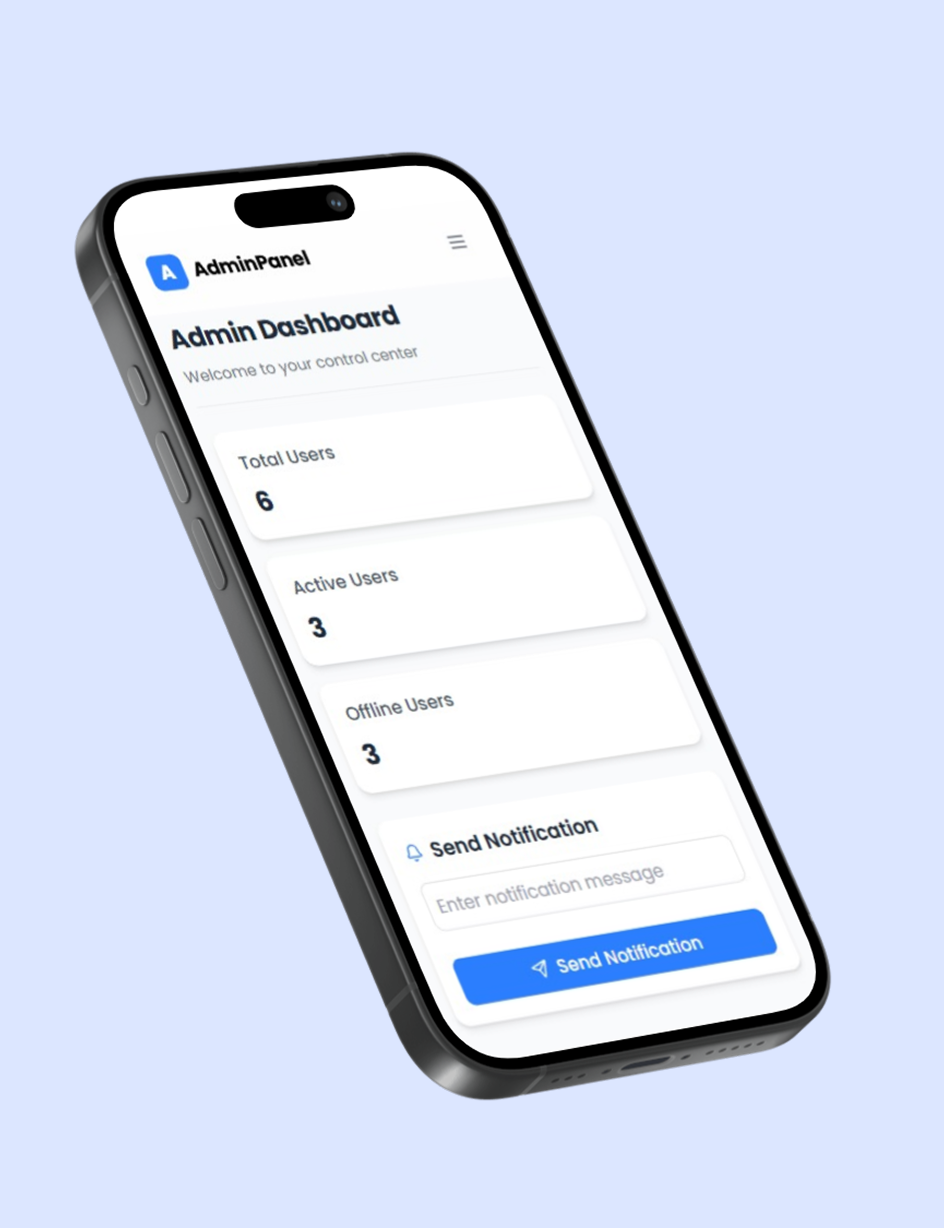 A AdminPanel
Admin Dashboard
Welcome to your control center
Total Users
6
Active Users
3
Offline Users
3
Send Notification
Enter notification message
Send Notification